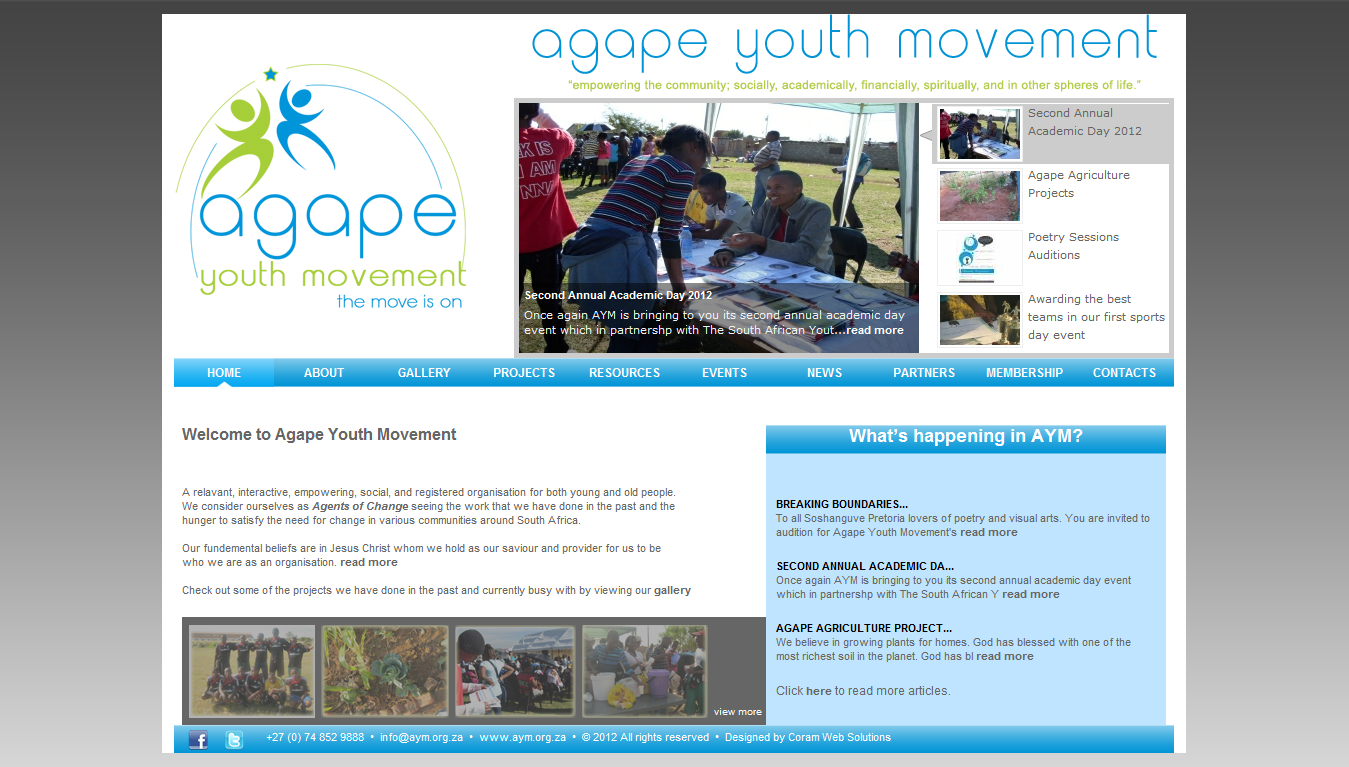 agape youth movement
“empowering the community; socially, academically, financially, spiritually, and in other spheres of life.”
agape
youth movement
the move is on
Second Annual Academic Day 2012
Once again AYM is bringing to you its second annual academic day
event which in partnershp with The South African Yout...read more
Second Annual
Academic Day 2012
Agape Agriculture
Projects
Poetry Sessions
Auditions
Awarding the best
teams in our first sports
day event
HOME ABOUT GALLERY PROJECTS RESOURCES EVENTS NEWS PARTNERS MEMBERSHIP CONTACTS
Welcome to Agape Youth Movement
A relavant, interactive, empowering, social, and registered organisation for both young and old people.
We consider ourselves as Agents of Change seeing the work that we have done in the past and the
hunger to satisfy the need for change in various communities around South Africa.
Our fundemental beliefs are in Jesus Christ whom we hold as our saviour and provider for us to be
who we are as an organisation. read more
Check out some of the projects we have done in the past and currently busy with by viewing our gallery
view more
What’s happening in AYM?
BREAKING BOUNDARIES...
To all Soshanguve Pretoria lovers of poetry and visual arts. You are invited to
audition for Agape Youth Movement's read more
SECOND ANNUAL ACADEMIC DA...
Once again AYM is bringing to you its second annual academic day event
which in partnershp with The South African Y read more
AGAPE AGRICULTURE PROJECT...
We believe in growing plants for homes. God has blessed with one of the
most richest soil in the planet. God has bl read more
Click here to read more articles.
+27 (0) 74 852 9888 • info@aym.org.za • www.aym.org.za • © 2012 All rights reserved • Designed by Coram Web Solutions